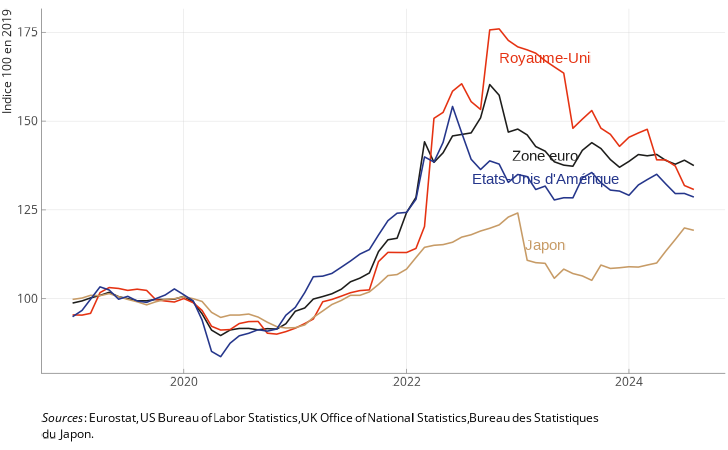 Indice 100 en 2019
175
150
125
100
Royaume-Uni
Zone euro
Etats-Unis d'Amérique
Japon
2020
2022
2024
Sources: Eurostat,US Bureau of Labor Statistics,UK Office of National Statistics,Bureau des Statistiques
du Japon.